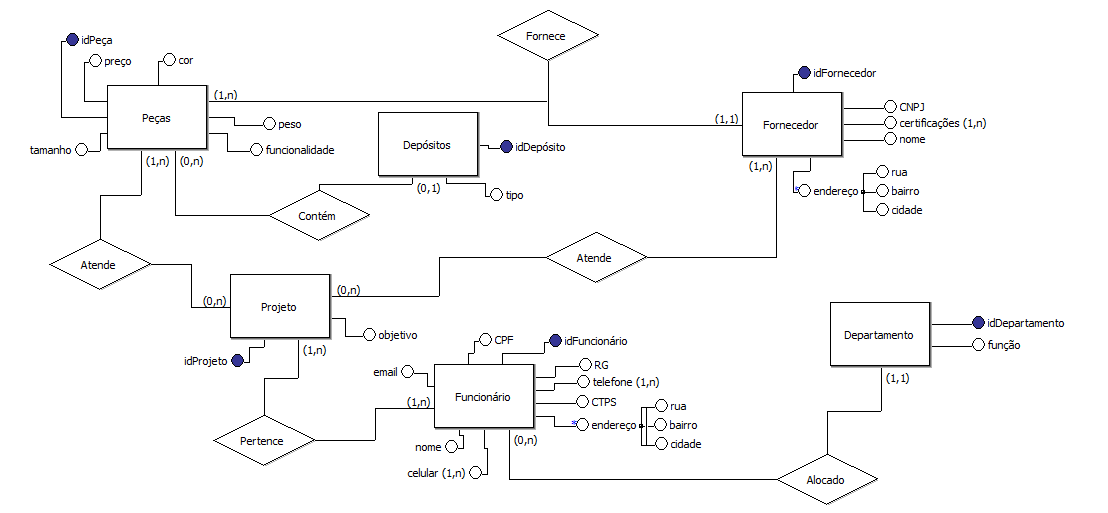 Fornece
idPeça
preço
cor
(1,n)
Peças
peso
tamanho
funcionalidade
(1,n)
(0,n)
Depósitos
idDepósito
(0,1)
tipo
idFornecedor
(1,1)
Fornecedor
CNPJ
certificações (1,n)
nome
(1,n)
* endereço
rua
bairro
cidade
Contém
Atende
Atende
(0,n)
Projeto
(0,n)
objetivo
idProjeto
(1,n)
Departamento
idDepartamento
função
(1,1)
CPF
idFuncionário
email
RG
telefone (1,n)
Funcionário
CTPS
(1,n)
* endereço
rua
bairro
cidade
nome
(0,n)
celular (1,n)
Pertence
Alocado